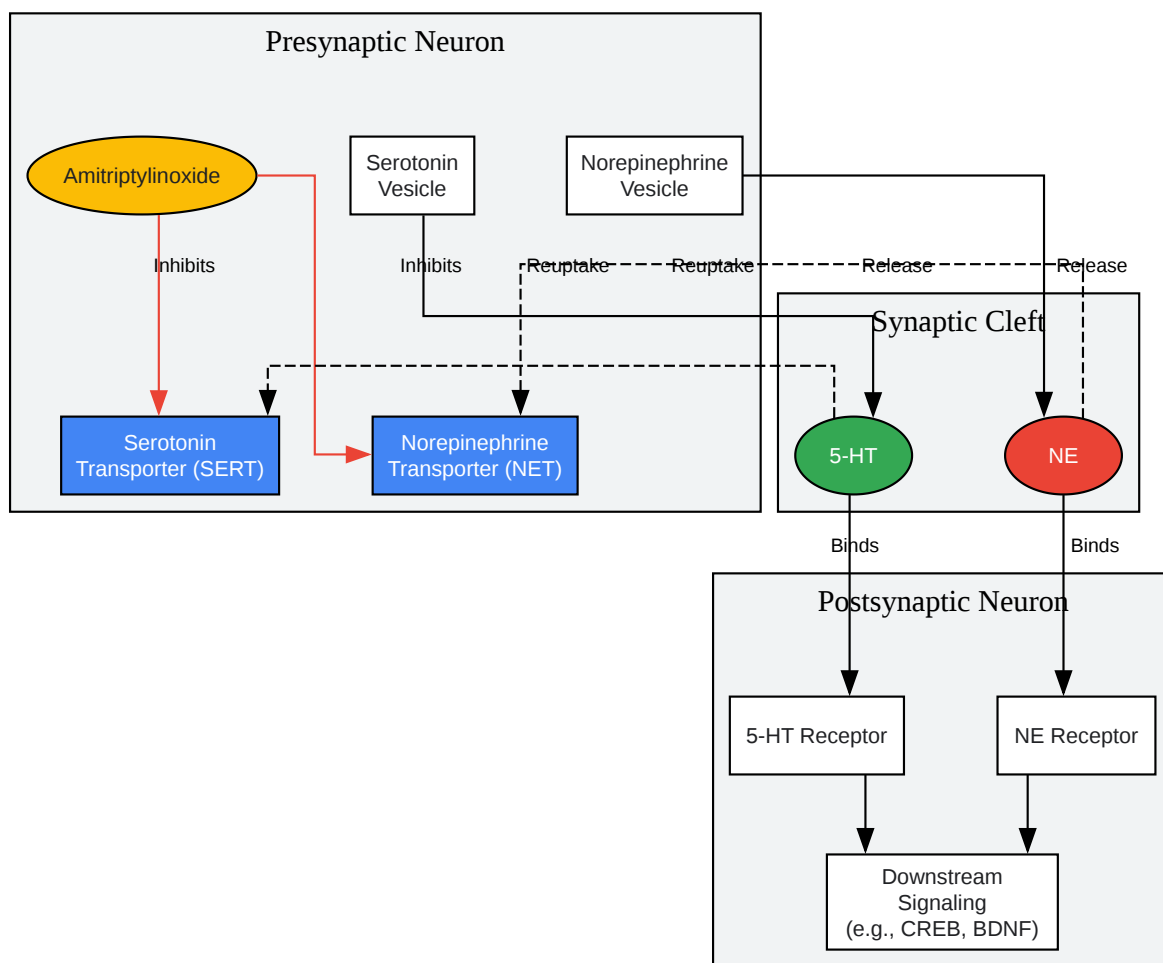 Presynaptic Neuron
Amitriptylinoxide
Serotonin
Vesicle
Norepinephrine
Vesicle
Inhibits
Inhibits
Reuptake
Reuptake
Release
Release
Synaptic Cleft
Serotonin
Transporter (SERT)
Norepinephrine
Transporter (NET)
5-HT
NE
Binds
Binds
Postsynaptic Neuron
5-HT Receptor
NE Receptor
Downstream
Signaling
(e.g., CREB, BDNF)